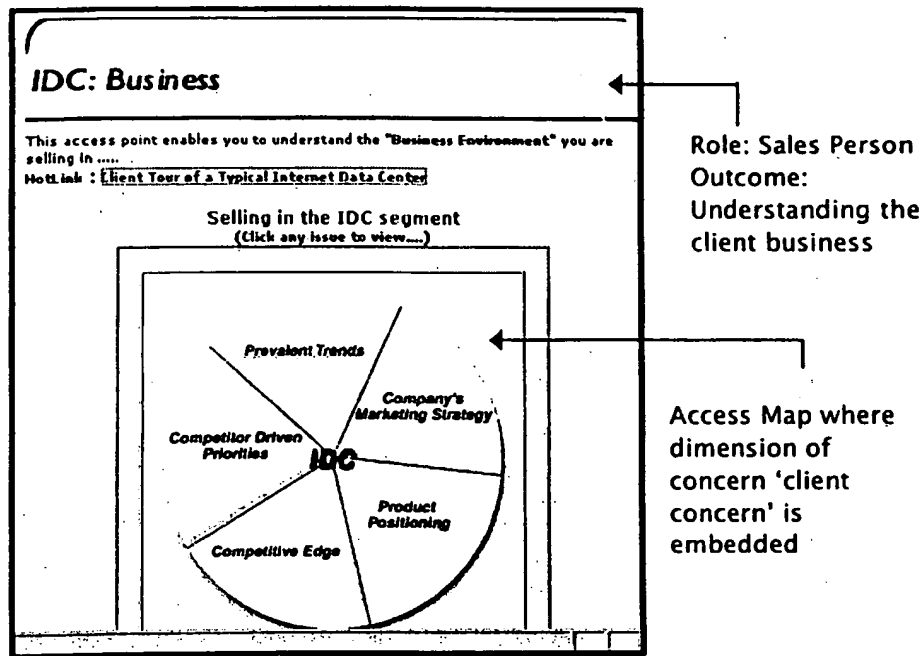 IDC: Business
This access point enables you to understand the "Business Environment" you are
selling in .....
HotLink : Client Tour of a Typical Internet Data Center
Selling in the IDC segment
(Click any issue to view....)
Prevalent Trends
Company's
Marketing Strategy
Competitor Driven
Priorities
IDC
Product
Positioning
Competitive Edge
Role: Sales Person
Outcome:
Understanding the
client business
Access Map where
dimension of
concern 'client
concern' is
embedded